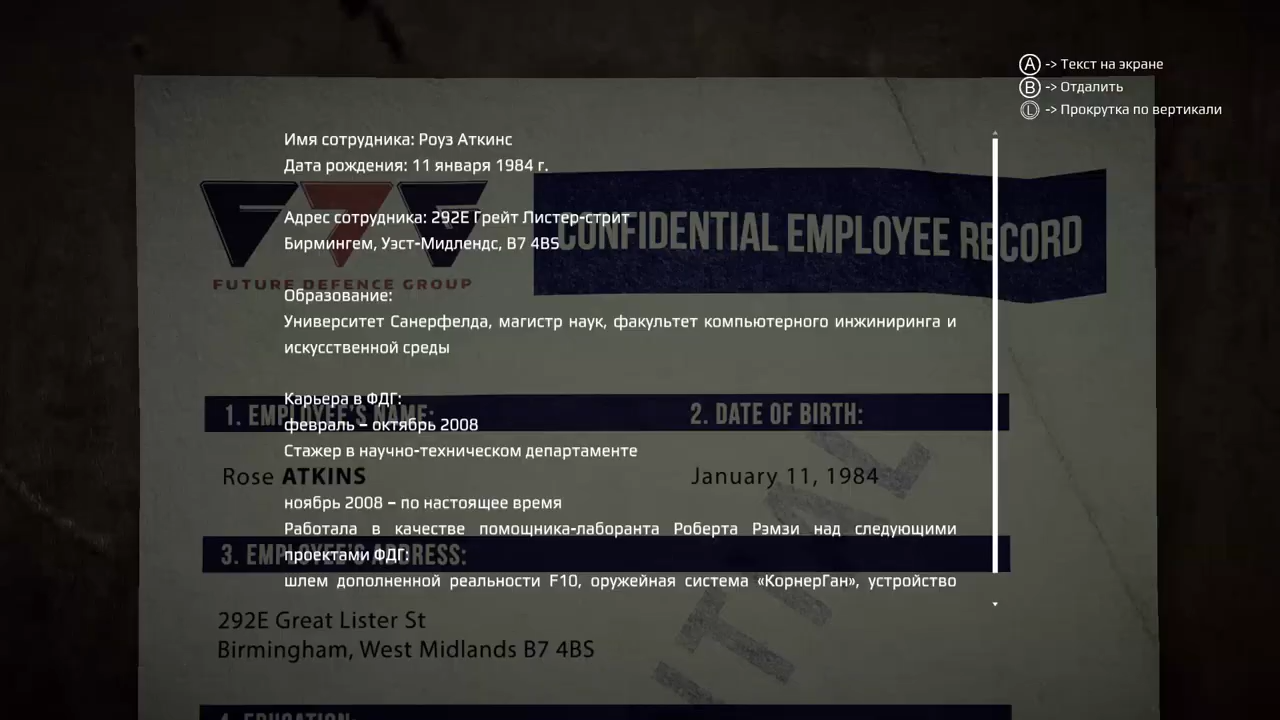 -> Текст на экране
-> Отдалить
-> Прокрутка по вертикали
A
B
L
Имя сотрудника: Роуз Аткинс
Дата рождения: 11 января 1984 г.
Адрес сотрудника: 292E Грейт Листер-стрит
Бирмингем, Уэст-Мидлендс, B7 4BS
Образование:
Университет Санерфелда, магистр наук, факультет компьютерного инжиниринга и
искусственной среды
Карьера в ФДГ:
февраль – октябрь 2008
Стажер в научно-техническом департаменте
ноябрь 2008 – по настоящее время
Работала в качестве помощника-лаборанта Роберта Рэмзи над следующими
проектами ФДГ:
шлем дополненной реальности F10, оружейная система «КорнерГан», устройство
FUTURE DEFENCE GROUP
CONFIDENTIAL EMPLOYEE RECORD
1. EMPLOYEE'S NAME:
2. DATE OF BIRTH:
Rose ATKINS
January 11, 1984
3. EMPLOYEE'S ADDRESS:
292E Great Lister St
Birmingham, West Midlands B7 4BS
4. EDUCATION: